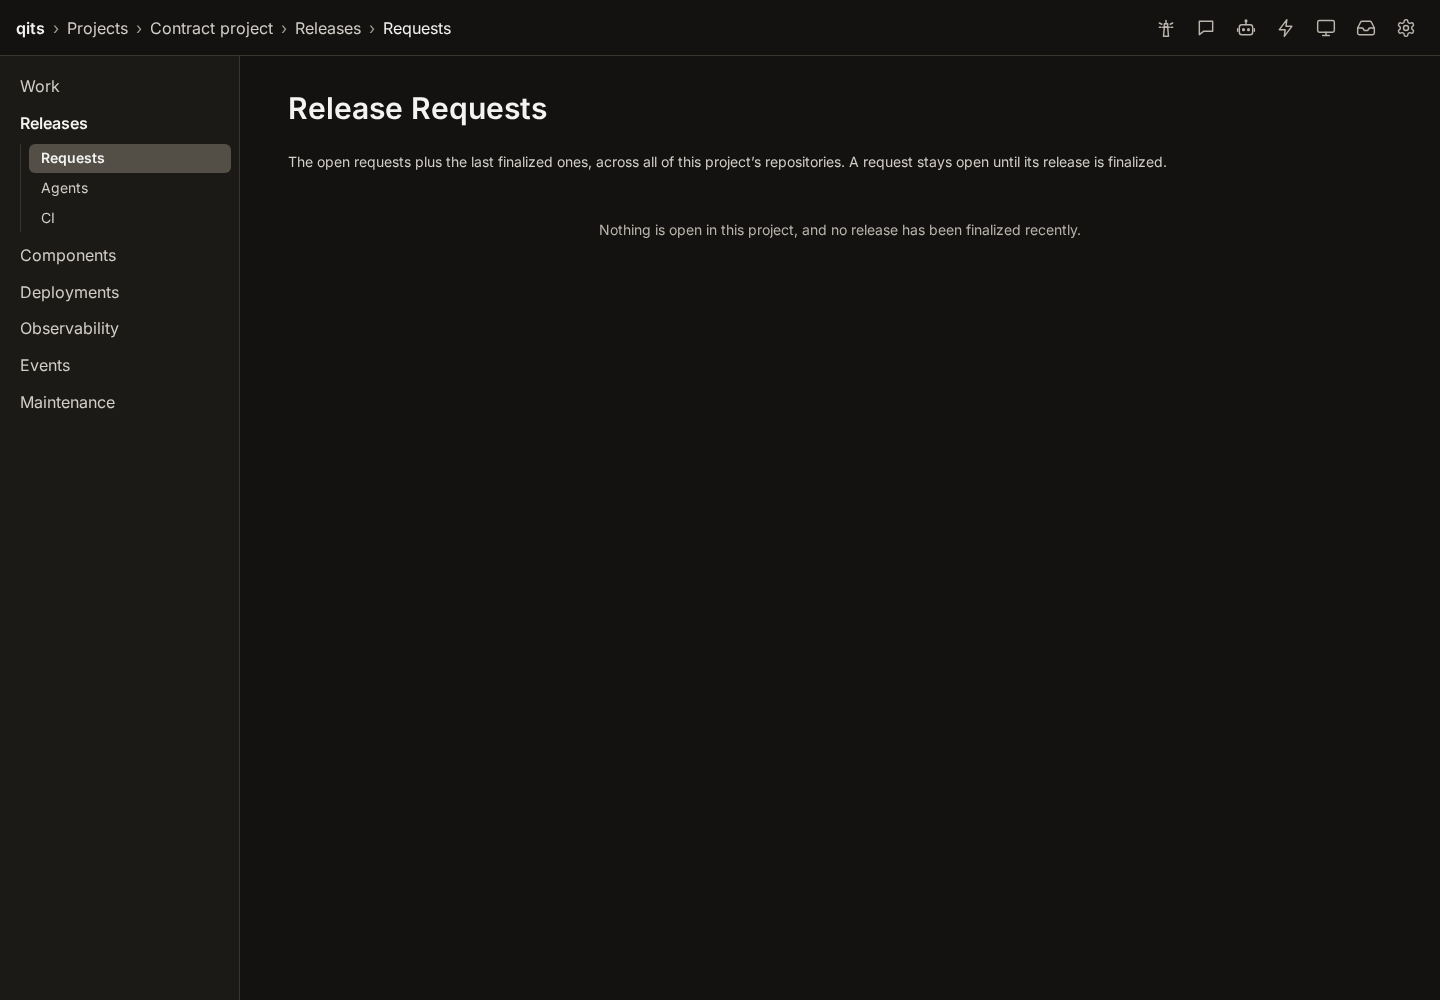 qits › Projects › Contract project › Releases › Requests
Work
Releases
Requests
Agents
CI
Components
Deployments
Observability
Events
Maintenance
Release Requests
The open requests plus the last finalized ones, across all of this project’s repositories. A request stays open until its release is finalized.
Nothing is open in this project, and no release has been finalized recently.